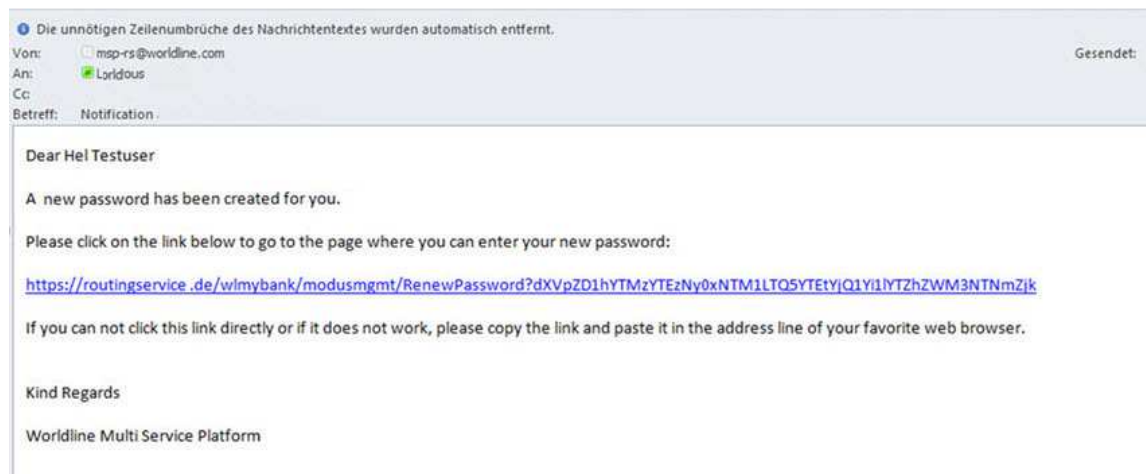 Die unnötigen Zeilenumbrüche des Nachrichtentextes wurden automatisch entfernt.
Von: msp-rs@worldline.com Gesendet:
An:
Cc:
Betreff: Notification
Dear Hel Testuser
A new password has been created for you.
Please click on the link below to go to the page where you can enter your new password:
https://routingservice.de/wlmybank/modusmgmt/RenewPassword?dXVpZD1hYTMzYTEzNy0xNTM1LTQ5YTEtYjQ1Yi1lYTZhZWM3NTNmZjk
If you can not click this link directly or if it does not work, please copy the link and paste it in the address line of your favorite web browser.
Kind Regards
Worldline Multi Service Platform